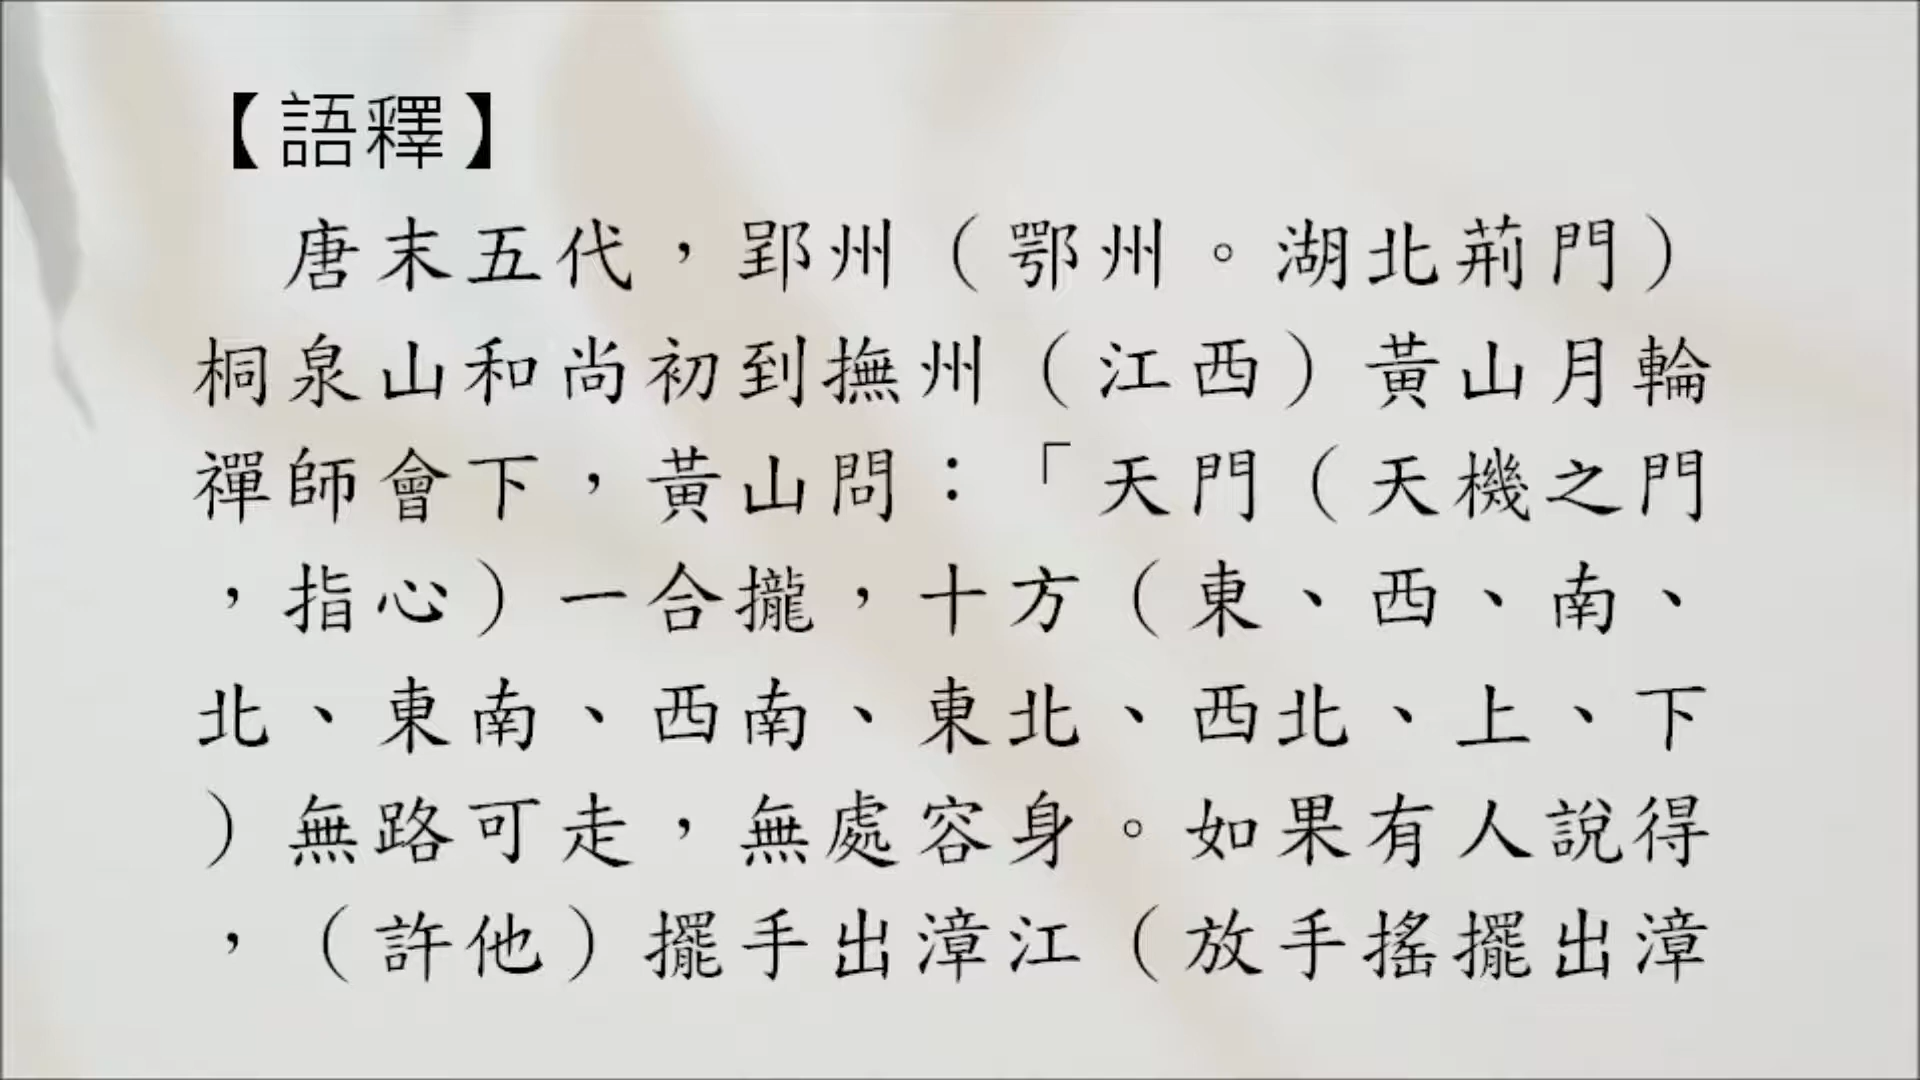 【語釋】
唐末五代，郢州（鄂州。湖北荊門）
桐泉山和尚初到撫州（江西）黃山月輪
禪師會下，黃山問：「天門（天機之門
，指心）一合攏，十方（東、西、南、
北、東南、西南、東北、西北、上、下
）無路可走，無處容身。如果有人說得
，（許他）擺手出漳江（放手搖擺出漳